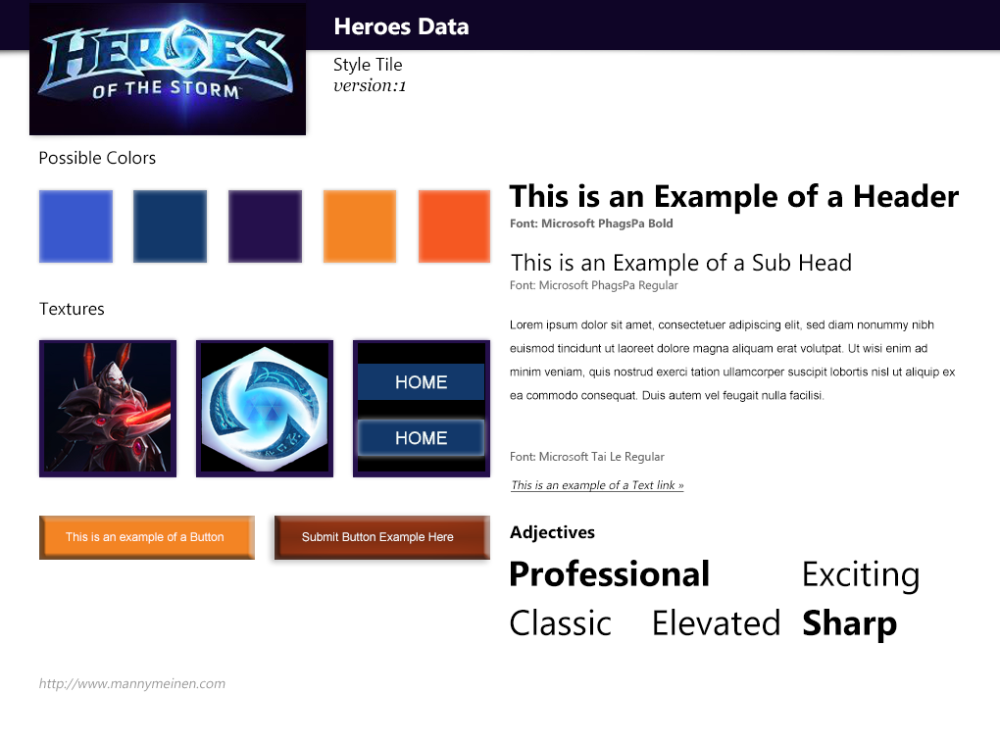 HEROES
OF THE STORM
Heroes Data
Style Tile
version:1
Possible Colors
Textures
HOME
HOME
This is an example of a Button
Submit Button Example Here
http://www.mannymeinen.com
This is an Example of a Header
Font: Microsoft PhagsPa Bold
This is an Example of a Sub Head
Font: Microsoft PhagsPa Regular
Lorem ipsum dolor sit amet, consectetuer adipiscing elit, sed diam nonummy nibh
euismod tincidunt ut laoreet dolore magna aliquam erat volutpat. Ut wisi enim ad
minim veniam, quis nostrud exerci tation ullamcorper suscipit lobortis nisl ut aliquip ex
ea commodo consequat. Duis autem vel feugait nulla facilisi.
Font: Microsoft Tai Le Regular
This is an example of a Text link »
Adjectives
Professional Exciting
Classic Elevated Sharp